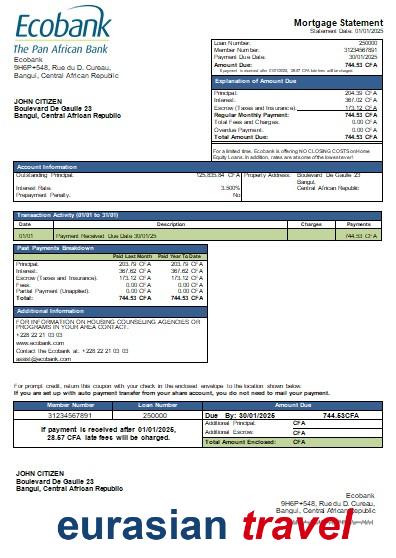 Ecobank
The Pan African Bank
Ecobank
9H6P+548, Rue du D. Cureau,
Bangui, Central African Republic
Mortgage Statement
Statement Date: 01/01/2025
Loan Number: 250000
Member Number: 31234567891
Payment Due Date: 30/01/2025
Amount Due: 744.53 CFA
If payment is received after 01/01/2025, 28.57 CFA late fees will be charged.
Explanation of Amount Due
Principal: 204.39 CFA
Interest: 367.02 CFA
Escrow (Taxes and Insurance): 173.12 CFA
Regular Monthly Payment: 744.53 CFA
Total Fees and Charges: 0.00 CFA
Overdue Payment: 0.00 CFA
Total Amount Due: 744.53 CFA
JOHN CITIZEN
Boulevard De Gaulle 23
Bangui, Central African Republic
For a limited time, Ecobank is offering NO CLOSING COSTS on Home
Equity Loans. In addition, rates are at some of the lowest ever!
Account Information
Outstanding Principal: 125,835.84 CFA
Interest Rate: 3.500%
Prepayment Penalty: No
Property Address: Boulevard De Gaulle 23
Bangui,
Central African Republic
Transaction Activity (01/01 to 31/01)
Date Description Charges Payments
01/01 Payment Received Due Date 30/01/25 744.53 CFA
Past Payments Breakdown
Paid Last Month Paid Year To Date
Principal: 203.79 CFA 203.79 CFA
Interest: 367.62 CFA 367.62 CFA
Escrow (Taxes and Insurance): 173.12 CFA 173.12 CFA
Fees: 0.00 CFA 0.00 CFA
Partial Payment (Unapplied): 0.00 CFA 0.00 CFA
Total: 744.53 CFA 744.53 CFA
Additional Information
FOR INFORMATION ON HOUSING COUNSELING AGENCIES OR
PROGRAMS IN YOUR AREA CONTACT:
+228 22 21 03 03
www.ecobank.com
Contact the Ecobank at: +228 22 21 03 03
assist@ecobank.com
For prompt credit, return this coupon with your check in the enclosed envelope to the location shown below.
If you are set up with auto payment transfer from your share account, you do not need to mail your payment.
Member Number Loan Number Amount Due
31234567891 250000 Due By: 30/01/2025 744.53CFA
If payment is received after 01/01/2025,
28.57 CFA late fees will be charged.
Additional Principal: CFA
Additional Escrow: CFA
Total Amount Enclosed: CFA
JOHN CITIZEN
Boulevard De Gaulle 23
Bangui, Central African Republic
Ecobank
9H6P+548, Rue du D. Cureau,
eurasian travel